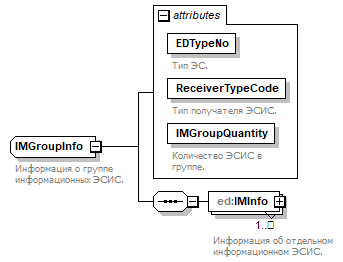 attributes
EDTypeNo
Тип ЭС.
ReceiverTypeCode
Тип получателя ЭСИС.
IMGroupQuantity
Количество ЭСИС в
группе.
IMGroupInfo
Информация о группе
информационных ЭСИС.
ed:IMInfo
1..□
Информация об отдельном
информационном ЭСИС.